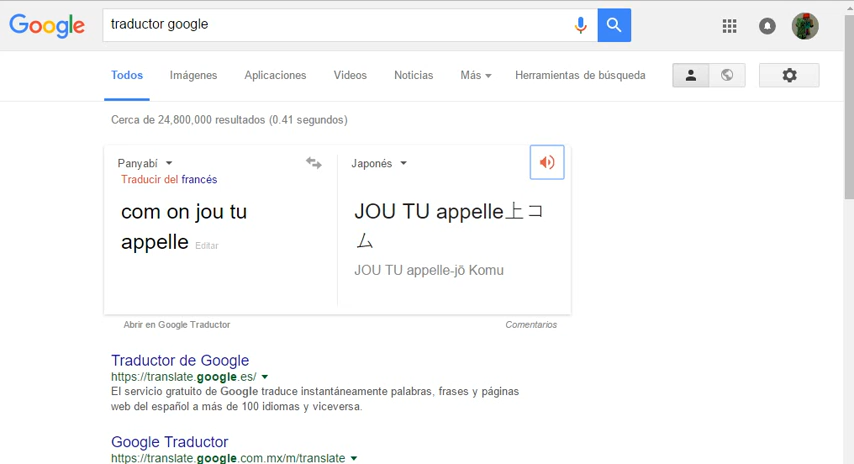 Google
traductor google
Todos Imágenes Aplicaciones Videos Noticias Más Herramientas de búsqueda
Cerca de 24,800,000 resultados (0.41 segundos)
Panyabí
Traducir del francés
com on jou tu
appelle Editar
Japonés
JOU TU appelle上コ
ム
JOU TU appelle-jō Komu
Abrir en Google Traductor
Comentarios
Traductor de Google
https://translate.google.es/
El servicio gratuito de Google traduce instantáneamente palabras, frases y páginas
web del español a más de 100 idiomas y viceversa.
Google Traductor
https://translate.google.com.mx/m/translate